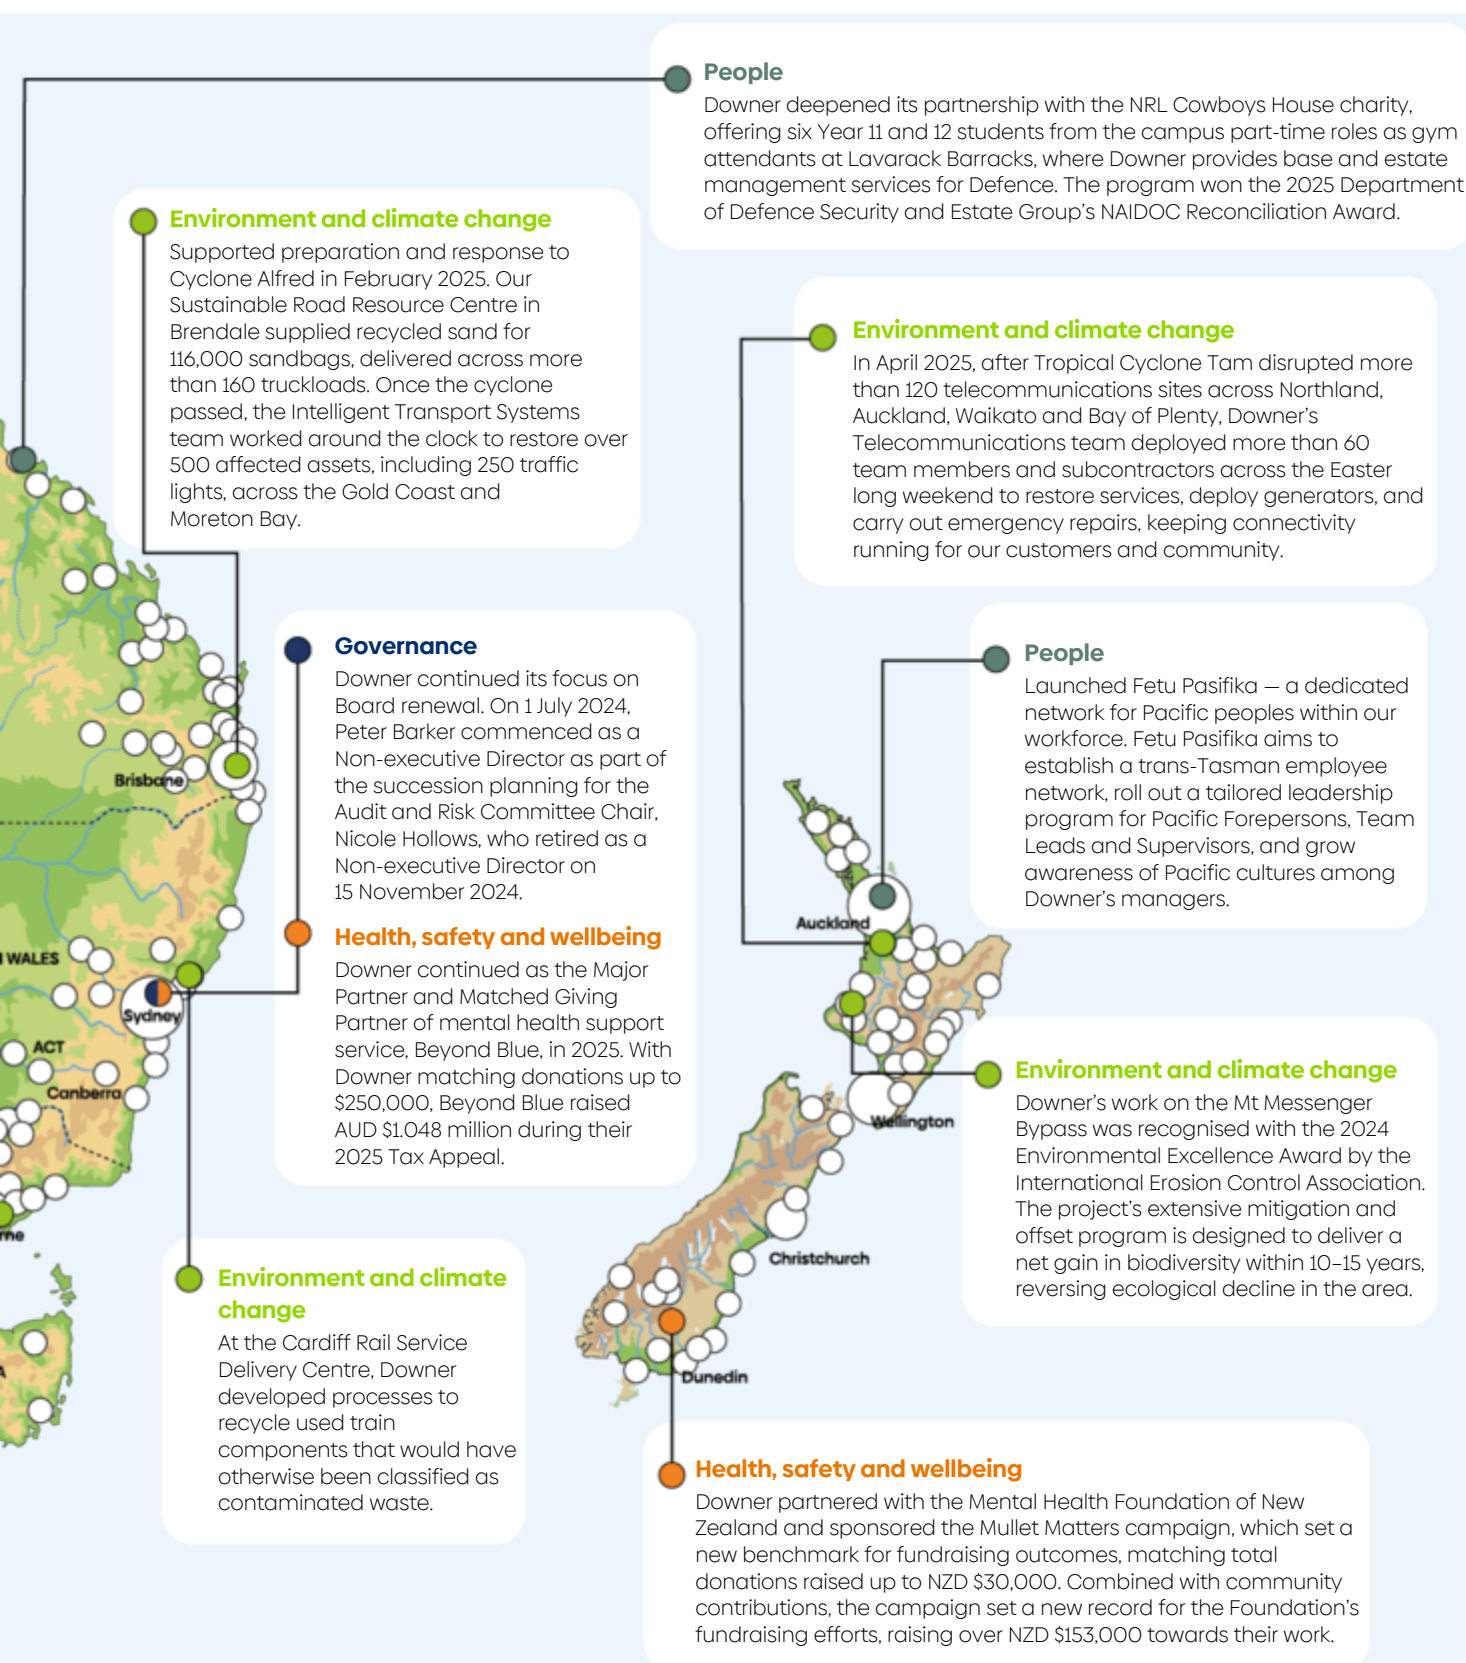 People
Downer deepened its partnership with the NRL Cowboys House charity,
offering six Year 11 and 12 students from the campus part-time roles as gym
attendants at Lavarack Barracks, where Downer provides base and estate
management services for Defence. The program won the 2025 Department
of Defence Security and Estate Group’s NAIDOC Reconciliation Award.
Environment and climate change
Supported preparation and response to
Cyclone Alfred in February 2025. Our
Sustainable Road Resource Centre in
Brendale supplied recycled sand for
116,000 sandbags, delivered across more
than 160 truckloads. Once the cyclone
passed, the Intelligent Transport Systems
team worked around the clock to restore over
500 affected assets, including 250 traffic
lights, across the Gold Coast and
Moreton Bay.
Environment and climate change
In April 2025, after Tropical Cyclone Tam disrupted more
than 120 telecommunications sites across Northland,
Auckland, Waikato and Bay of Plenty, Downer’s
Telecommunications team deployed more than 60
team members and subcontractors across the Easter
long weekend to restore services, deploy generators, and
carry out emergency repairs, keeping connectivity
running for our customers and community.
Governance
Downer continued its focus on
Board renewal. On 1 July 2024,
Peter Barker commenced as a
Non-executive Director as part of
the succession planning for the
Audit and Risk Committee Chair,
Nicole Hollows, who retired as a
Non-executive Director on
15 November 2024.
Health, safety and wellbeing
Downer continued as the Major
Partner and Matched Giving
Partner of mental health support
service, Beyond Blue, in 2025. With
Downer matching donations up to
$250,000, Beyond Blue raised
AUD $1.048 million during their
2025 Tax Appeal.
People
Launched Fetu Pasifika — a dedicated
network for Pacific peoples within our
workforce. Fetu Pasifika aims to
establish a trans-Tasman employee
network, roll out a tailored leadership
program for Pacific Forepersons, Team
Leads and Supervisors, and grow
awareness of Pacific cultures among
Downer’s managers.
Brisbane
WALES
Sydney
ACT
Canberra
rne
A
Auckland
Wellington
Christchurch
Dunedin
Environment and climate change
Downer’s work on the Mt Messenger
Bypass was recognised with the 2024
Environmental Excellence Award by the
International Erosion Control Association.
The project’s extensive mitigation and
offset program is designed to deliver a
net gain in biodiversity within 10–15 years,
reversing ecological decline in the area.
Environment and climate
change
At the Cardiff Rail Service
Delivery Centre, Downer
developed processes to
recycle used train
components that would have
otherwise been classified as
contaminated waste.
Health, safety and wellbeing
Downer partnered with the Mental Health Foundation of New
Zealand and sponsored the Mullet Matters campaign, which set a
new benchmark for fundraising outcomes, matching total
donations raised up to NZD $30,000. Combined with community
contributions, the campaign set a new record for the Foundation’s
fundraising efforts, raising over NZD $153,000 towards their work.